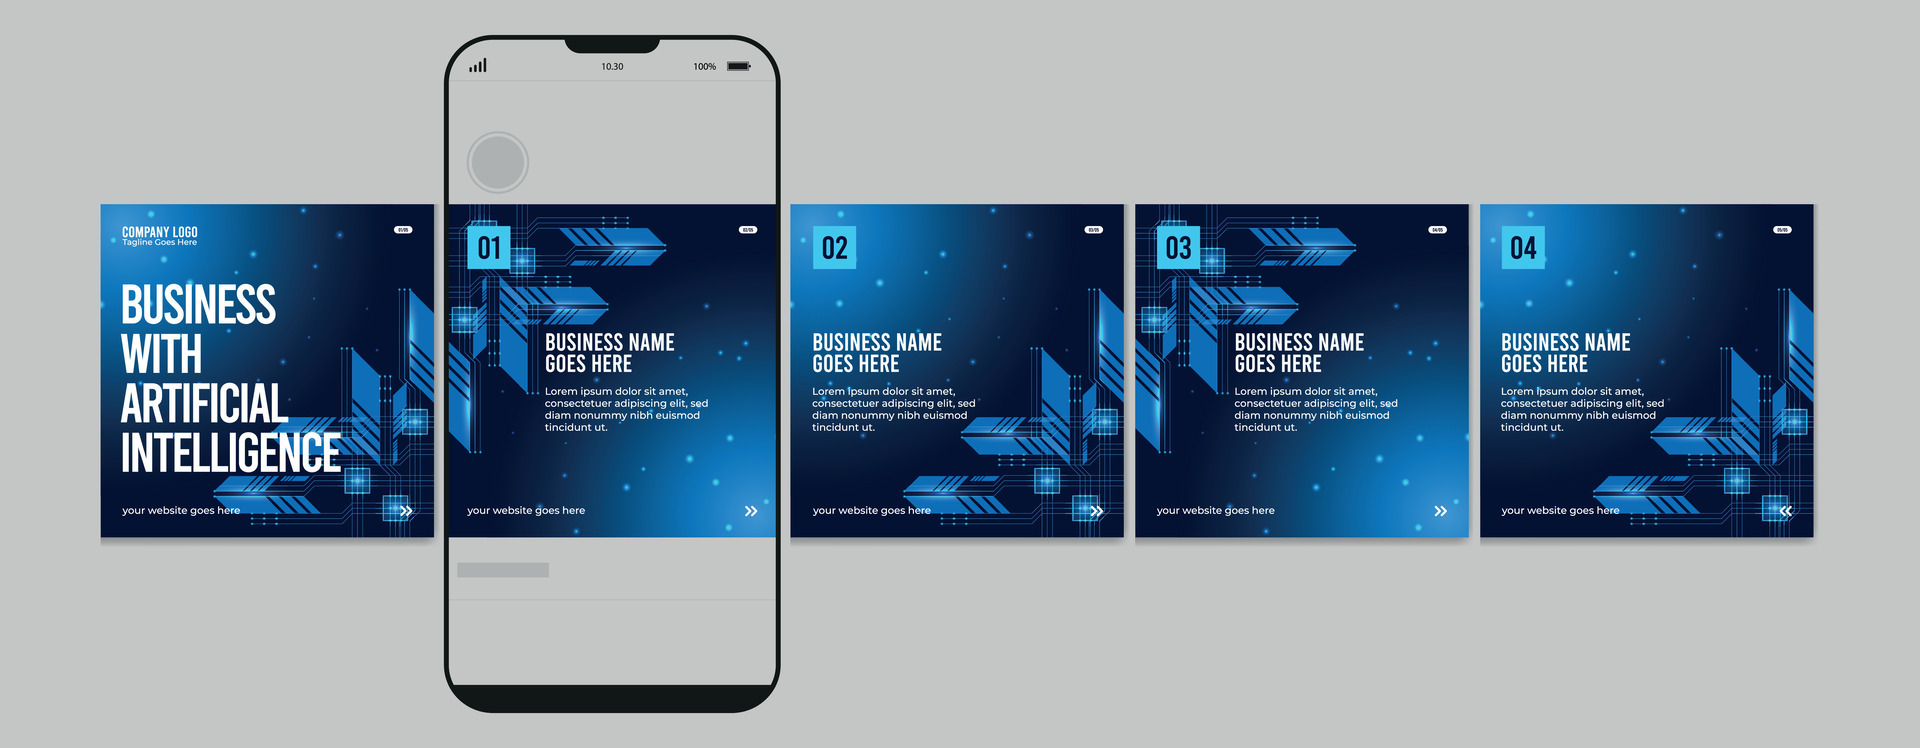 COMPANY LOGO
Tagline Goes Here
01/05
BUSINESS
WITH
ARTIFICIAL
INTELLIGENCE
your website goes here
10.30
100%
01
02/05
BUSINESS NAME
GOES HERE
Lorem ipsum dolor sit amet,
consectetuer adipiscing elit, sed
diam nonummy nibh euismod
tincidunt ut.
your website goes here
02
03/05
BUSINESS NAME
GOES HERE
Lorem ipsum dolor sit amet,
consectetuer adipiscing elit, sed
diam nonummy nibh euismod
tincidunt ut.
your website goes here
03
04/05
BUSINESS NAME
GOES HERE
Lorem ipsum dolor sit amet,
consectetuer adipiscing elit, sed
diam nonummy nibh euismod
tincidunt ut.
your website goes here
04
05/05
BUSINESS NAME
GOES HERE
Lorem ipsum dolor sit amet,
consectetuer adipiscing elit, sed
diam nonummy nibh euismod
tincidunt ut.
your website goes here